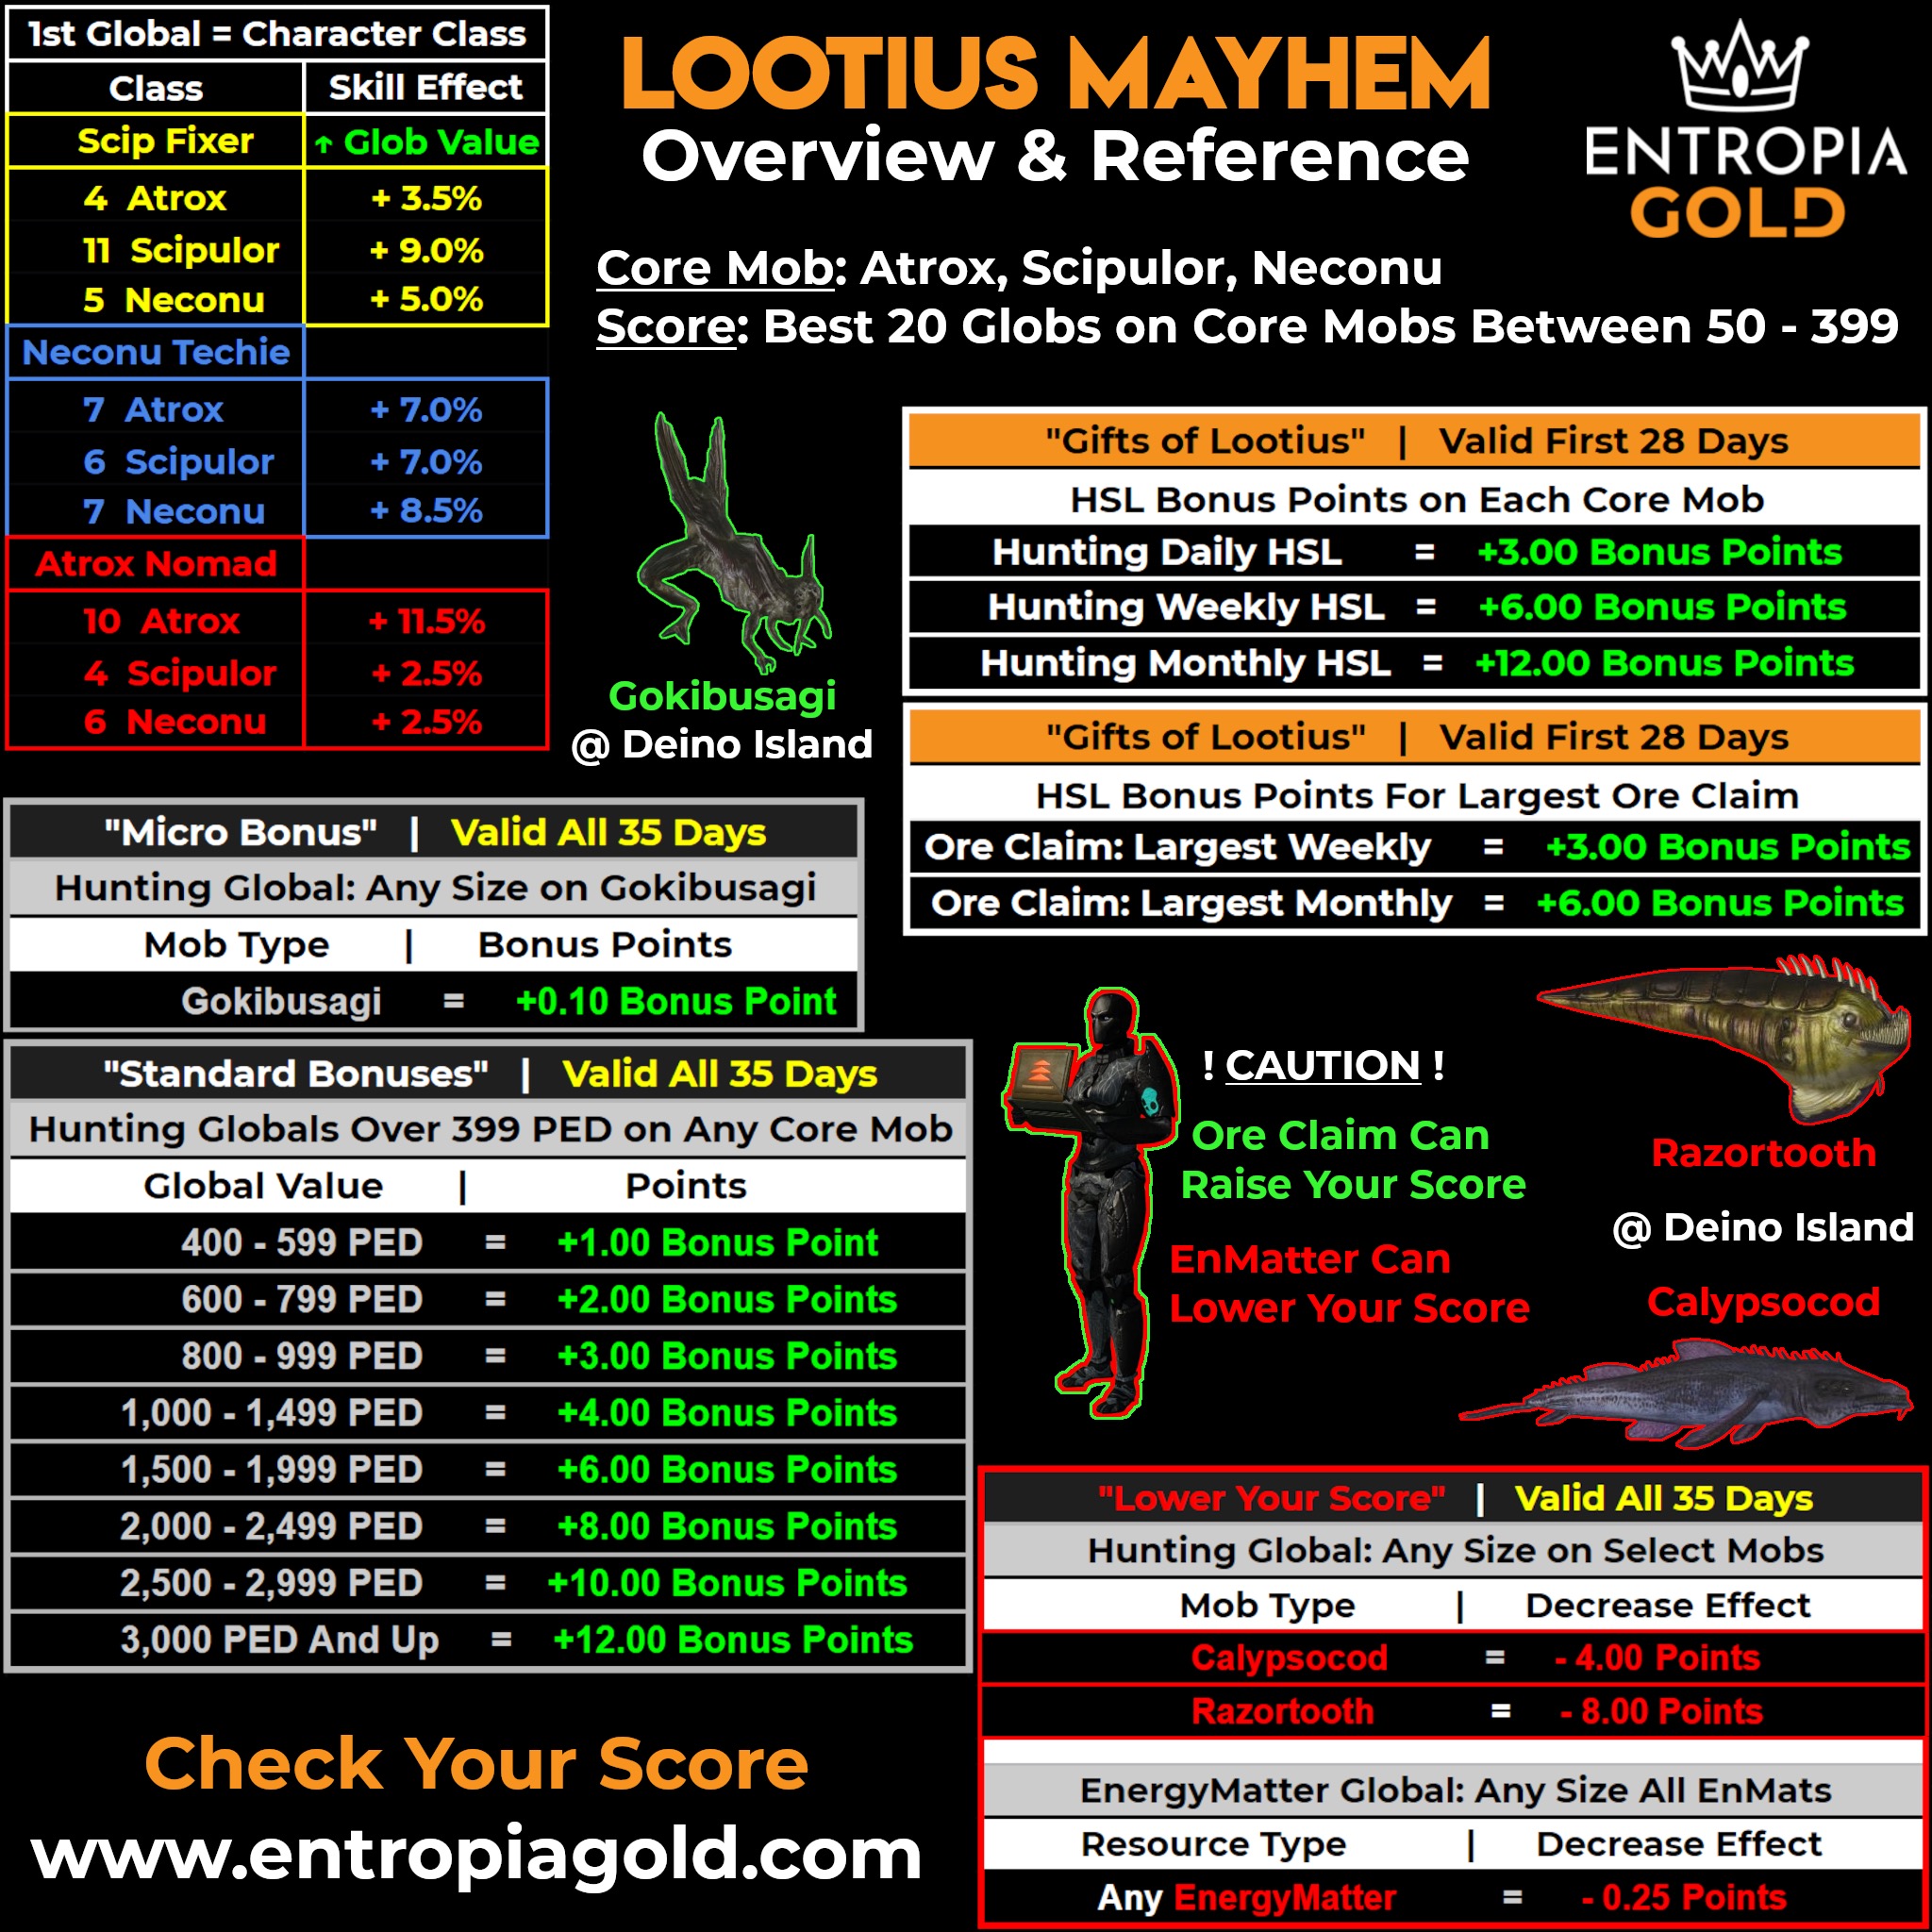 1st Global = Character Class
Class Skill Effect
Scip Fixer ↑ Glob Value
4 Atrox + 3.5%
11 Scipulor + 9.0%
5 Neconu + 5.0%
Neconu Techie
7 Atrox + 7.0%
6 Scipulor + 7.0%
7 Neconu + 8.5%
Atrox Nomad
10 Atrox + 11.5%
4 Scipulor + 2.5%
6 Neconu + 2.5%
LOOTIUS MAYHEM
Overview & Reference
ENTROPIA
GOLD
Core Mob: Atrox, Scipulor, Neconu
Score: Best 20 Globs on Core Mobs Between 50 - 399
Gokibusagi
@ Deino Island
"Gifts of Lootius" | Valid First 28 Days
HSL Bonus Points on Each Core Mob
Hunting Daily HSL = +3.00 Bonus Points
Hunting Weekly HSL = +6.00 Bonus Points
Hunting Monthly HSL = +12.00 Bonus Points
"Gifts of Lootius" | Valid First 28 Days
HSL Bonus Points For Largest Ore Claim
Ore Claim: Largest Weekly = +3.00 Bonus Points
Ore Claim: Largest Monthly = +6.00 Bonus Points
"Micro Bonus" | Valid All 35 Days
Hunting Global: Any Size on Gokibusagi
Mob Type | Bonus Points
Gokibusagi = +0.10 Bonus Point
"Standard Bonuses" | Valid All 35 Days
Hunting Globals Over 399 PED on Any Core Mob
Global Value | Points
400 - 599 PED = +1.00 Bonus Point
600 - 799 PED = +2.00 Bonus Points
800 - 999 PED = +3.00 Bonus Points
1,000 - 1,499 PED = +4.00 Bonus Points
1,500 - 1,999 PED = +6.00 Bonus Points
2,000 - 2,499 PED = +8.00 Bonus Points
2,500 - 2,999 PED = +10.00 Bonus Points
3,000 PED And Up = +12.00 Bonus Points
! CAUTION !
Ore Claim Can
Raise Your Score
EnMatter Can
Lower Your Score
Razortooth
@ Deino Island
Calypsocod
"Lower Your Score" | Valid All 35 Days
Hunting Global: Any Size on Select Mobs
Mob Type | Decrease Effect
Calypsocod = - 4.00 Points
Razortooth = - 8.00 Points
EnergyMatter Global: Any Size All EnMats
Resource Type | Decrease Effect
Any EnergyMatter = - 0.25 Points
Check Your Score
www.entropiagold.com